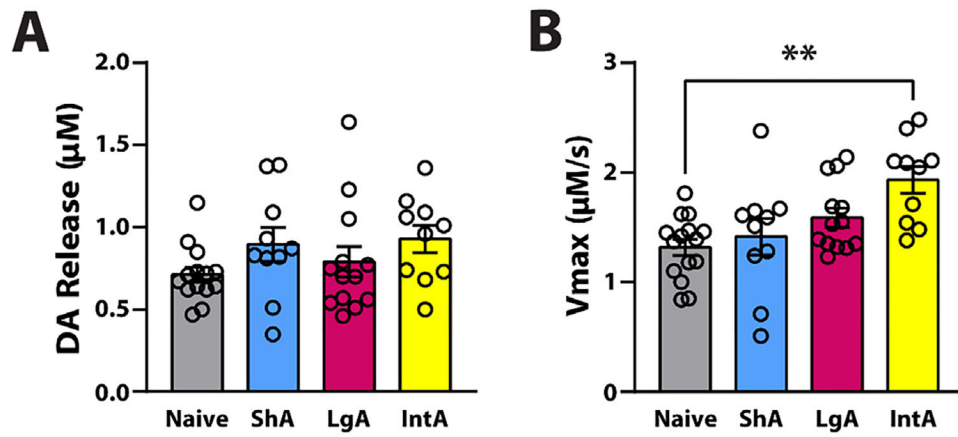 A
DA Release (µM)
2.0
1.5
1.0
0.5
0.0
Naive ShA LgA IntA
B
Vmax (µM/s)
3
2
1
0
**
Naive ShA LgA IntA